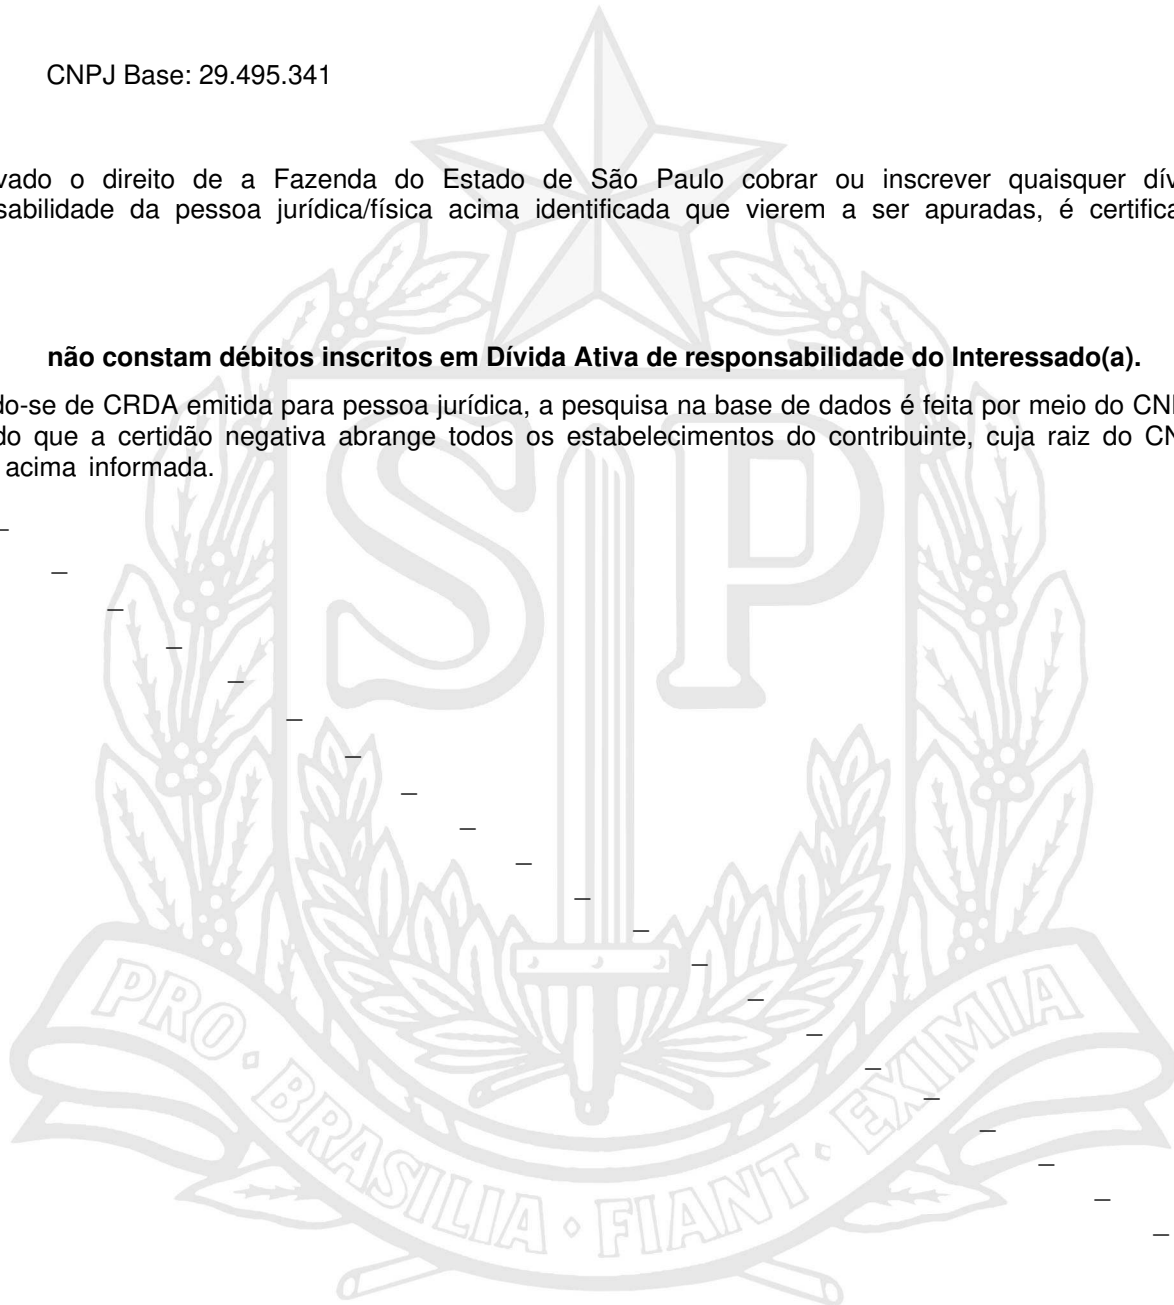 CNPJ Base: 29.495.341
vado o direito de a Fazenda do Estado de São Paulo cobrar ou inscrever quaisquer dív
sabilidade da pessoa jurídica/física acima identificada que vierem a ser apuradas, é certifica
não constam débitos inscritos em Dívida Ativa de responsabilidade do Interessado(a).
do-se de CRDA emitida para pessoa jurídica, a pesquisa na base de dados é feita por meio do CN
do que a certidão negativa abrange todos os estabelecimentos do contribuinte, cuja raiz do CN
acima informada.
SP
PRO BRASILIA FIANT EXIMIA